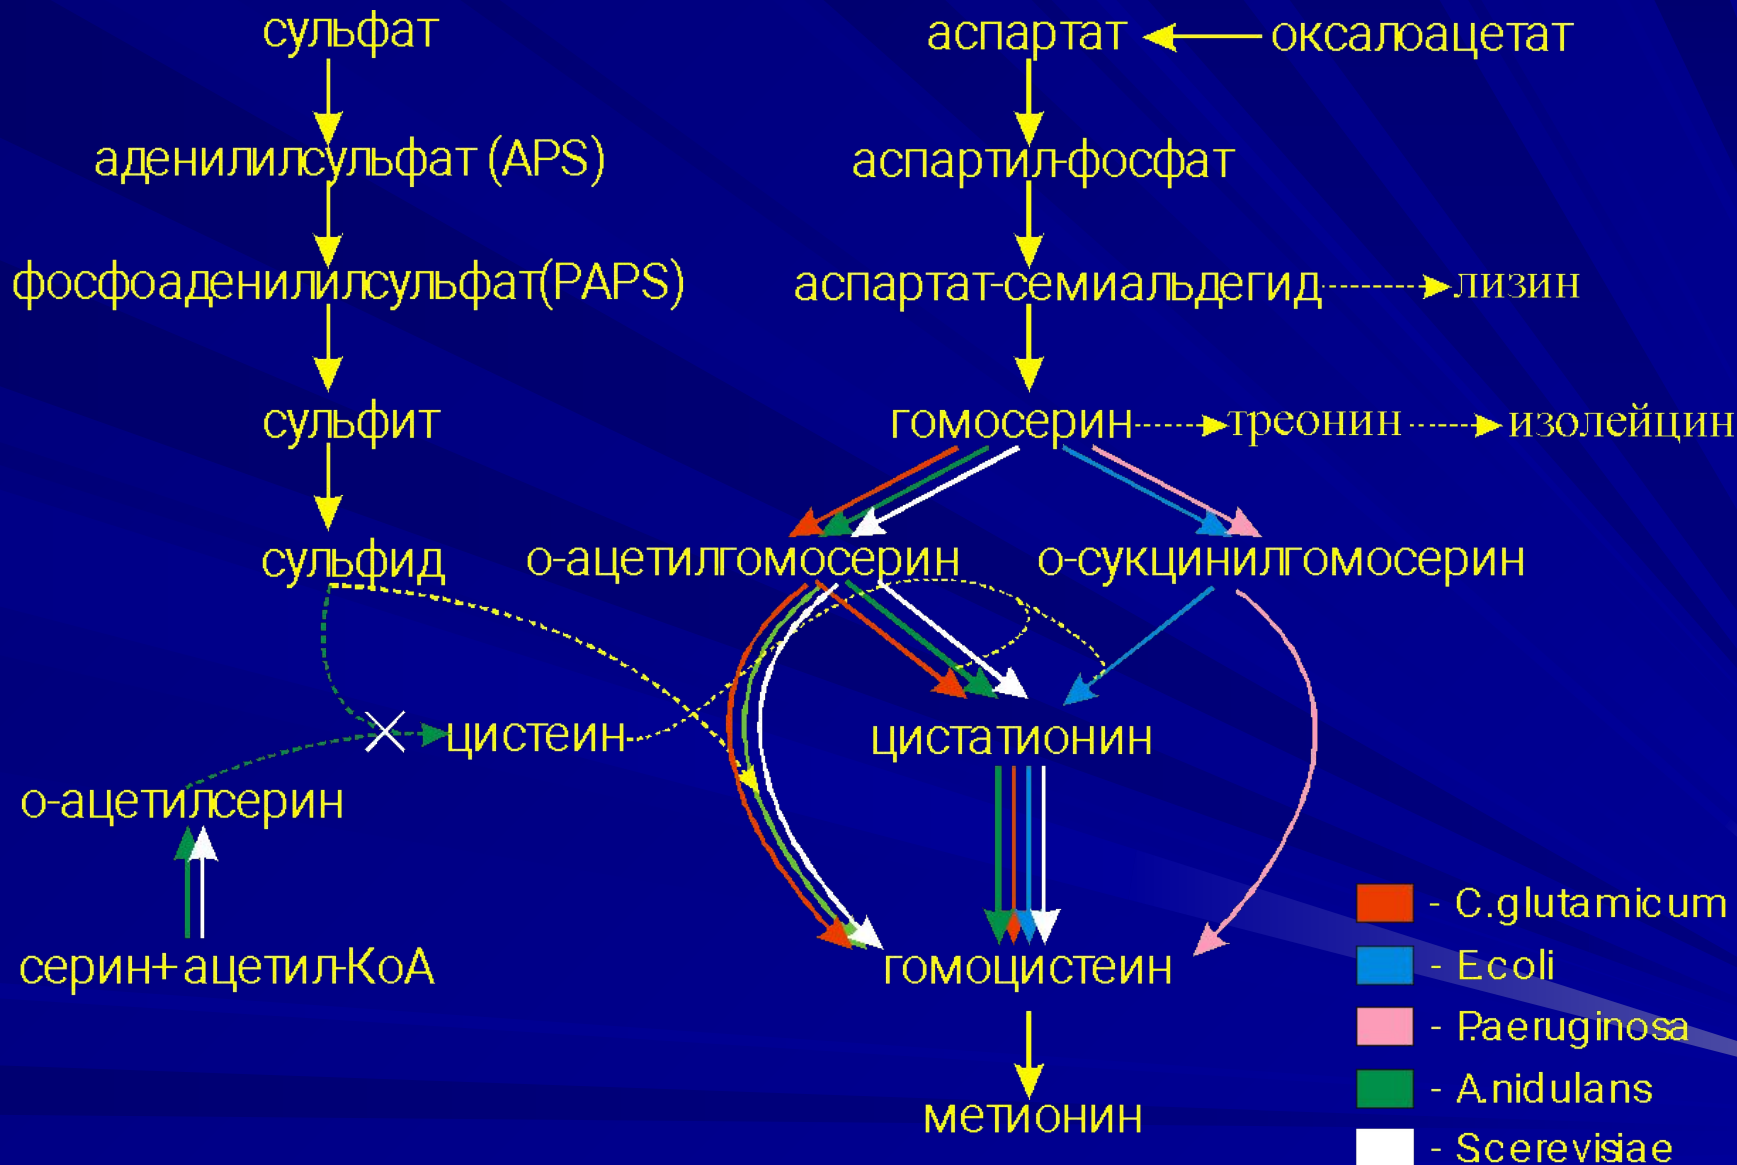 сульфат
аспартат
оксалоацетат
аденилилсульфат (APS)
аспартил-фосфат
фосфоаденилилсульфат(PAPS)
аспартат-семиальдегид
лизин
сульфит
гомосерин
треонин
изолейцин
сульфид
о-ацетилгомосерин
о-сукцинилгомосерин
цистеин
цистатионин
о-ацетилсерин
серин+ацетил-КоА
гомоцистеин
метионин
- C.glutamicum
- E.coli
- P.aeruginosa
- A.nidulans
- S.cerevisiae